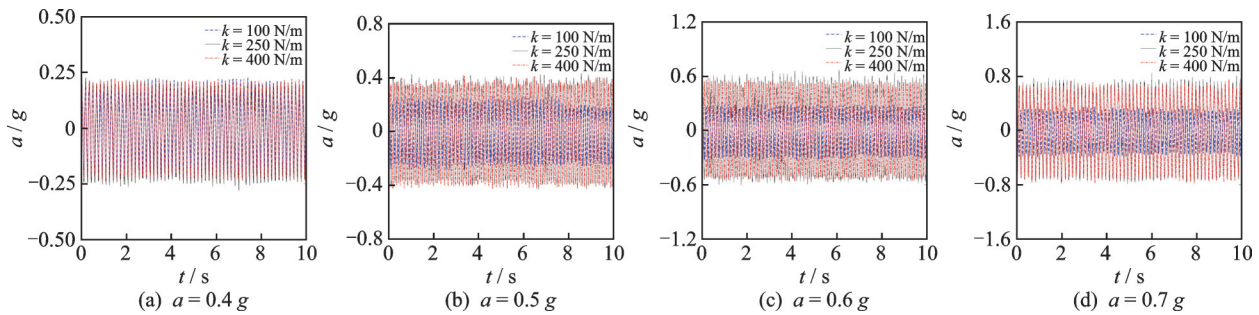 0.50
0.25
0
−0.25
−0.50
a / g
k = 100 N/m
k = 250 N/m
k = 400 N/m
0 2 4 6 8 10
t / s
(a) a = 0.4 g
0.8
0.4
0
−0.4
0.8
a / g
k = 100 N/m
k = 250 N/m
k = 400 N/m
0 2 4 6 8 10
t / s
(b) a = 0.5 g
1.2
0.6
0
−0.6
−1.2
a / g
k = 100 N/m
k = 250 N/m
k = 400 N/m
0 2 4 6 8 10
t / s
(c) a = 0.6 g
1.6
0.8
0
−0.8
−1.6
a / g
k = 100 N/m
k = 250 N/m
k = 400 N/m
0 2 4 6 8 10
t / s
(d) a = 0.7 g